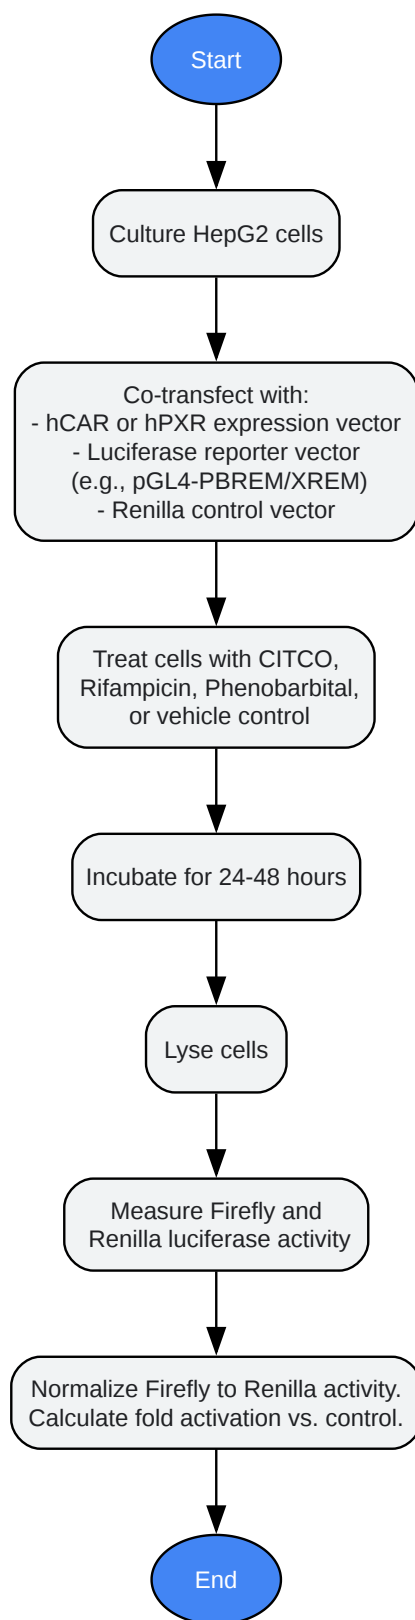 Start
Culture HepG2 cells
Co-transfect with:
- hCAR or hPXR expression vector
- Luciferase reporter vector
(e.g., pGL4-PBREM/XREM)
- Renilla control vector
Treat cells with CITCO,
Rifampicin, Phenobarbital,
or vehicle control
Incubate for 24-48 hours
Lyse cells
Measure Firefly and
Renilla luciferase activity
Normalize Firefly to Renilla activity.
Calculate fold activation vs. control.
End